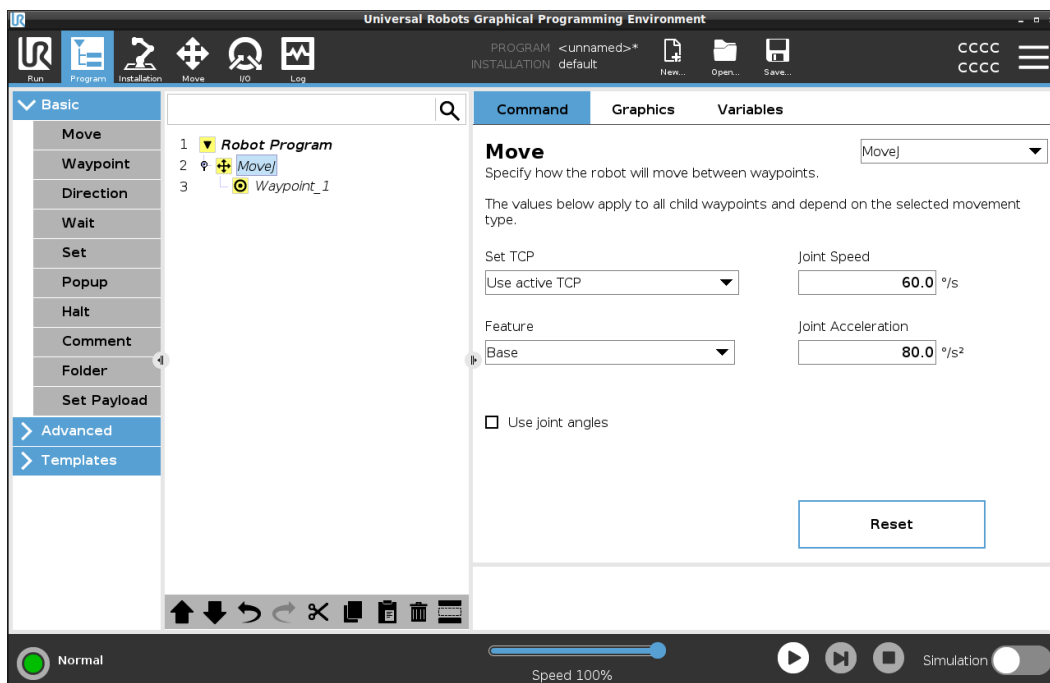 UR
Universal Robots Graphical Programming Environment
UR
Run
Program
Installation
Move
I/O
Log
PROGRAM <unnamed>*
INSTALLATION default
New...
Open...
Save...
CCCC
CCCC
Basic
Move
Waypoint
Direction
Wait
Set
Popup
Halt
Comment
Folder
Set Payload
Advanced
Templates
1 Robot Program
2 MoveJ
3 Waypoint_1
Command Graphics Variables
Move
MoveJ
Specify how the robot will move between waypoints.
The values below apply to all child waypoints and depend on the selected movement
type.
Set TCP
Joint Speed
Use active TCP
60.0 °/s
Feature
Joint Acceleration
Base
80.0 °/s²
Use joint angles
Reset
Normal
Speed 100%
Simulation